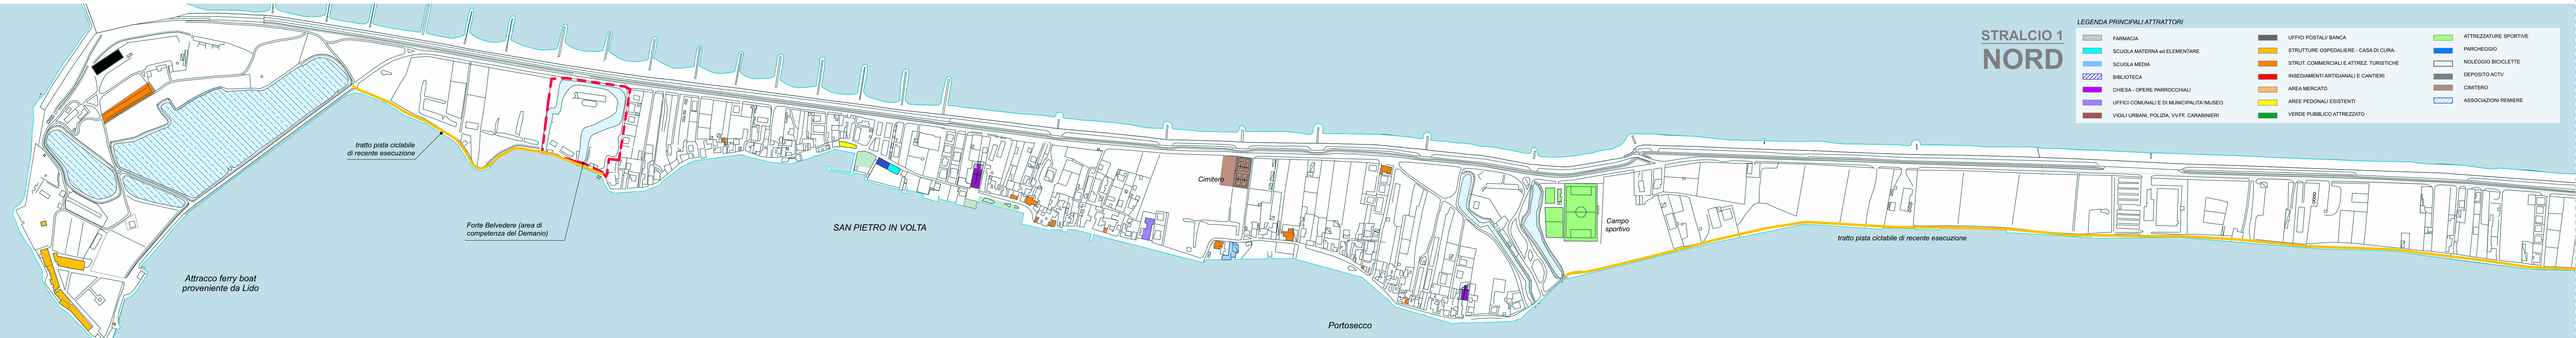 STRALCIO 1
NORD
LEGENDA PRINCIPALI ATTRATTORI
FARMACIA
SCUOLA MATERNA ed ELEMENTARE
SCUOLA MEDIA
BIBLIOTECA
CHIESA - OPERE PARROCCHIALI
UFFICI COMUNALI E DI MUNICIPALITA'/MUSEO
VIGILI URBANI, POLIZIA, VV.FF, CARABINIERI
UFFICI POSTALI/ BANCA
STRUTTURE OSPEDALIERE - CASA DI CURA-
STRUT. COMMERCIALI E ATTREZ. TURISTICHE
INSEDIAMENTI ARTIGIANALI E CANTIERI
AREA MERCATO
AREE PEDONALI ESISTENTI
VERDE PUBBLICO ATTREZZATO
ATTREZZATURE SPORTIVE
PARCHEGGIO
NOLEGGIO BICICLETTE
DEPOSITO ACTV
CIMITERO
ASSOCIAZIONI REMIERE
tratto pista ciclabile
di recente esecuzione
Forte Belvedere (area di
competenza del Demanio)
Attracco ferry boat
proveniente da Lido
SAN PIETRO IN VOLTA
Cimitero
Campo
sportivo
Portosecco
tratto pista ciclabile di recente esecuzione